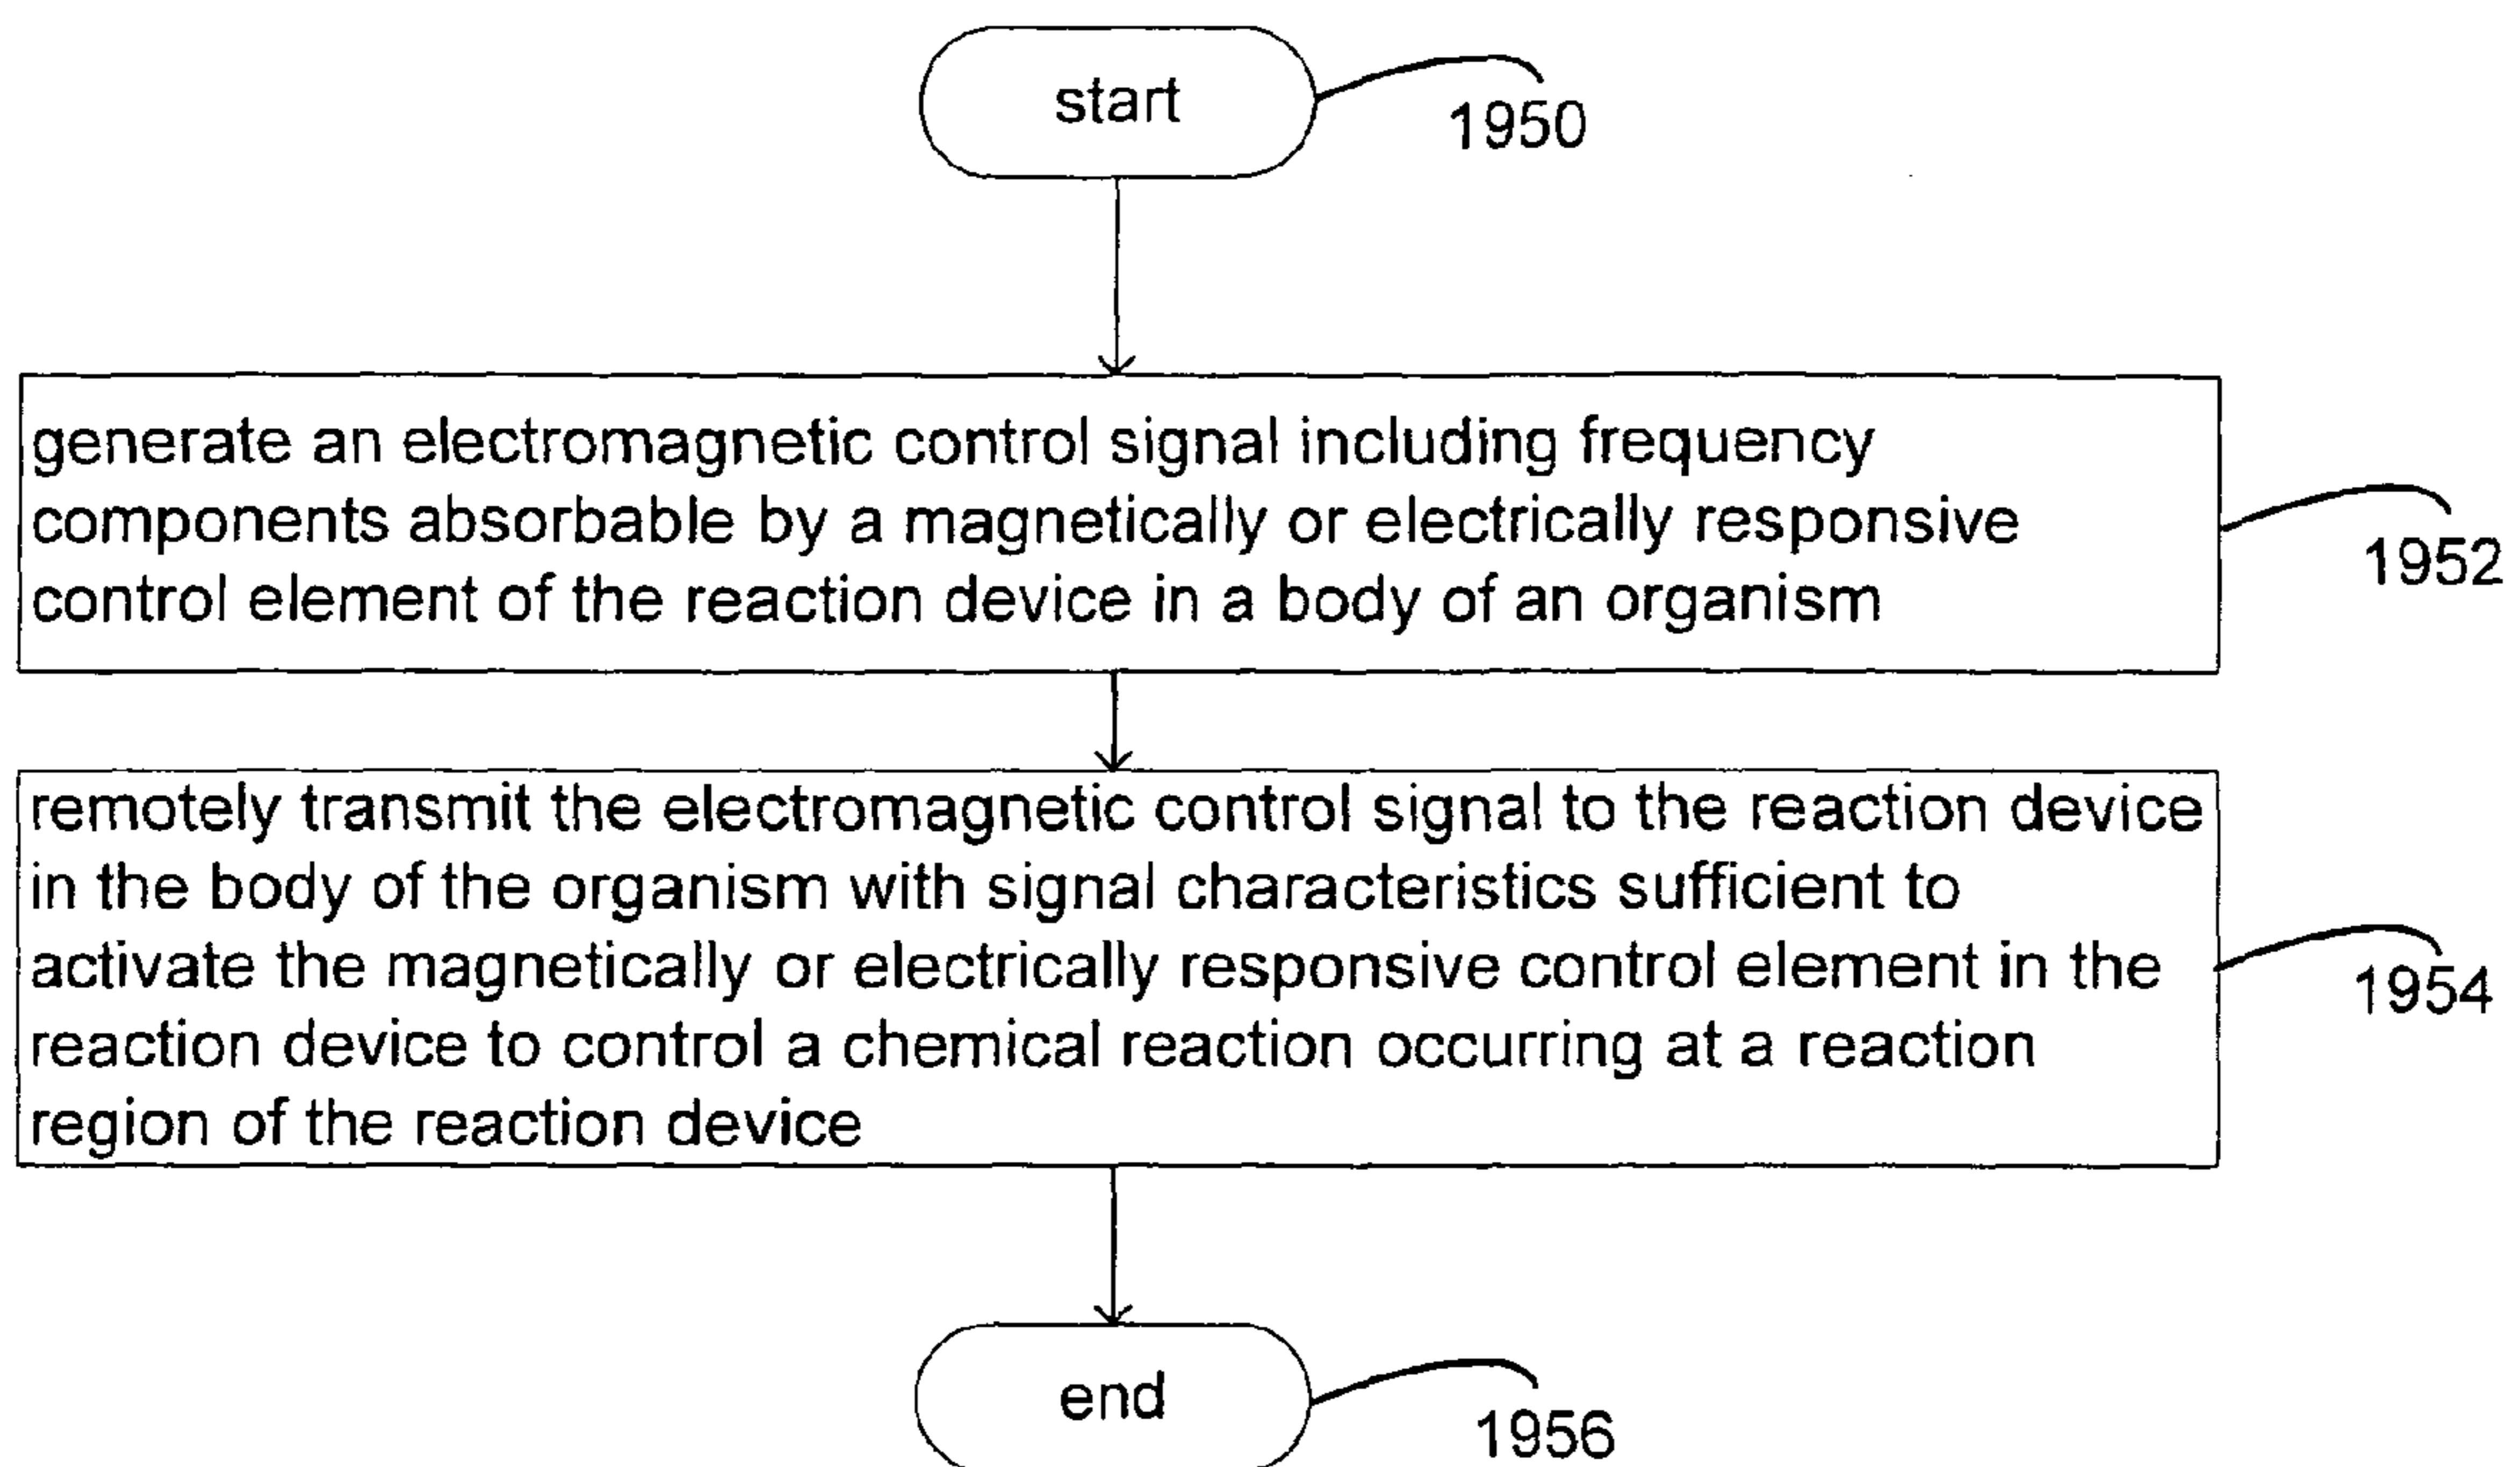 start
1950
generate an electromagnetic control signal including frequency
components absorbable by a magnetically or electrically responsive
control element of the reaction device in a body of an organism
1952
remotely transmit the electromagnetic control signal to the reaction device
in the body of the organism with signal characteristics sufficient to
activate the magnetically or electrically responsive control element in the
reaction device to control a chemical reaction occurring at a reaction
region of the reaction device
1954
end
1956